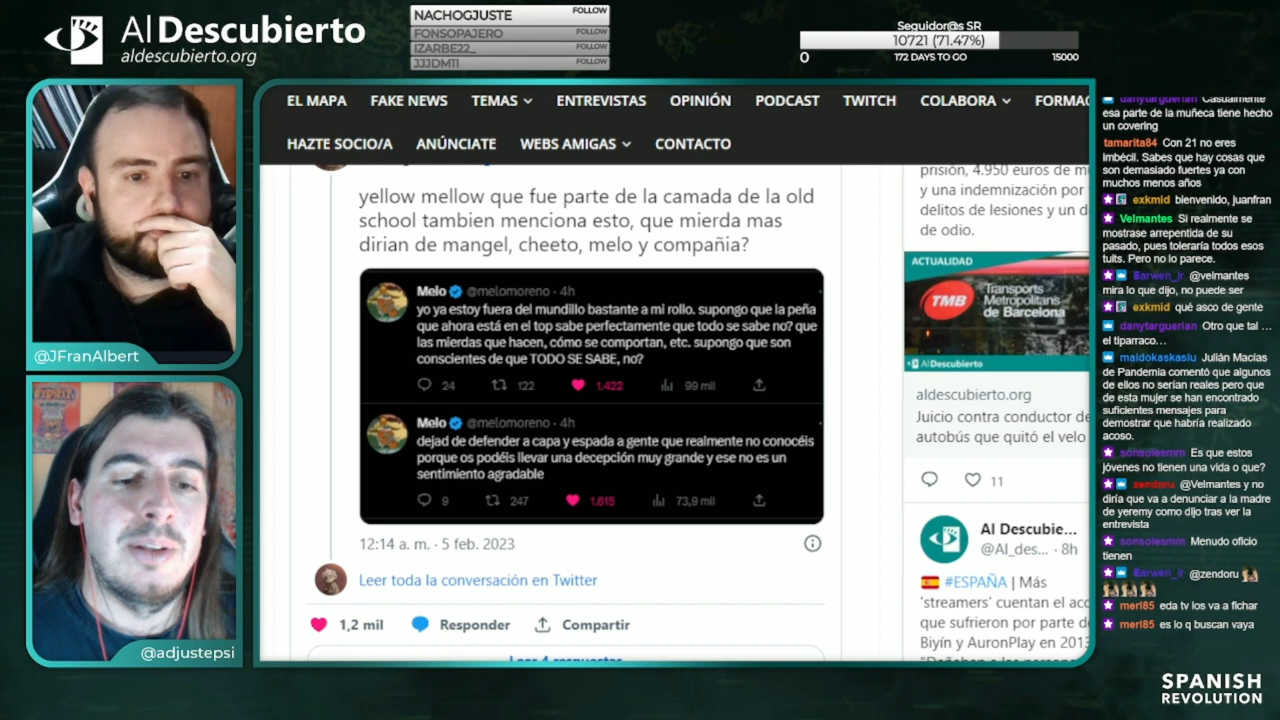 Al Descubierto
aldescubierto.org
NACHOGJUSTE FOLLOW
FONSOPAJERO FOLLOW
IZARBE22_ FOLLOW
JJJDM11 FOLLOW
Seguidor@s SR
10721 (71.47%)
0 172 DAYS TO GO 15000
@JFranAlbert
@adjustepsi
EL MAPA FAKE NEWS TEMAS ENTREVISTAS OPINIÓN PODCAST TWITCH COLABORA FORMAC
HAZTE SOCIO/A ANÚNCIATE WEBS AMIGAS CONTACTO
yellow mellow que fue parte de la camada de la old
school tambien menciona esto, que mierda mas
dirian de mangel, cheeto, melo y compañia?
Melo @melomoreno · 4h
yo ya estoy fuera del mundillo bastante a mi rollo. supongo que la peña
que ahora está en el top sabe perfectamente que todo se sabe no? que
las mierdas que hacen, cómo se comportan, etc. supongo que son
conscientes de que TODO SE SABE, no?
24 122 1.422 99 mil
Melo @melomoreno · 4h
dejad de defender a capa y espada a gente que realmente no conocéis
porque os podéis llevar una decepción muy grande y ese no es un
sentimiento agradable
9 247 1.615 73,9 mil
12:14 a. m. · 5 feb. 2023
Leer toda la conversación en Twitter
1,2 mil Responder Compartir
Leer 4 respuestas
prisión, 4.950 euros de mu
y una indemnización por
delitos de lesiones y un de
de odio.
ACTUALIDAD
TMB Transports
Metropolitans
de Barcelona
AlDescubierto
aldescubierto.org
Juicio contra conductor de
autobús que quitó el velo
11
Al Descubie...
@Al_des... · 8h
#ESPAÑA | Más
'streamers' cuentan el aco
que sufrieron por parte de
Biyín y AuronPlay en 2013
danytarguerian Casualmente
esa parte de la muñeca tiene hecho
un covering
tamarita84 Con 21 no eres
imbécil. Sabes que hay cosas que
son demasiado fuertes ya con
muchos menos años
exkmid bienvenido, juanfran
Velmantes Si realmente se
mostrase arrepentida de su
pasado, pues toleraría todos esos
tuits. Pero no lo parece.
Earwen_ir @velmantes
mira lo que dijo, no puede ser
exkmid qué asco de gente
danytarguerian Otro que tal ...
el tiparraco…
maidokaskasiu Julián Macías
de Pandemia comentó que algunos
de ellos no serían reales pero que
de esta mujer se han encontrado
suficientes mensajes para
demostrar que habría realizado
acoso.
sonsolesmm Es que estos
jóvenes no tienen una vida o que?
zendoru @Velmantes y no
diría que va a denunciar a la madre
de yeremy como dijo tras ver la
entrevista
sonsolesmm Menudo oficio
tienen
Earwen_ir @zendoru
merl85 eda tv los va a fichar
merl85 es lo q buscan vaya
SPANISH
REVOLUTION